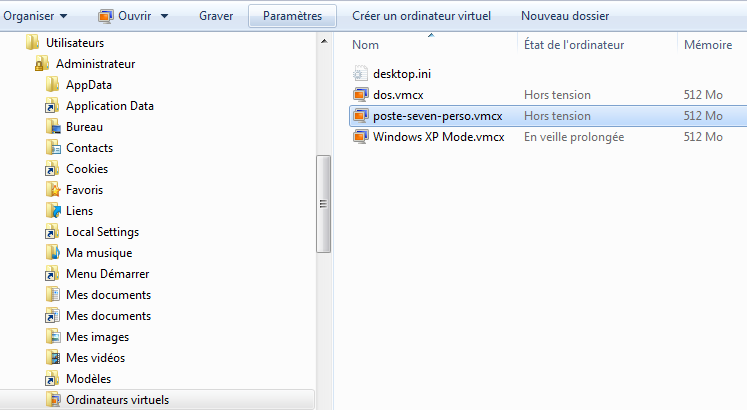 Organiser Ouvrir Graver Paramètres Créer un ordinateur virtuel Nouveau dossier
Utilisateurs
Administrateur
AppData
Application Data
Bureau
Contacts
Cookies
Favoris
Liens
Local Settings
Ma musique
Menu Démarrer
Mes documents
Mes documents
Mes images
Mes vidéos
Modèles
Ordinateurs virtuels
Nom État de l'ordinateur Mémoire
desktop.ini
dos.vmcx Hors tension 512 Mo
poste-seven-perso.vmcx Hors tension 512 Mo
Windows XP Mode.vmcx En veille prolongée 512 Mo